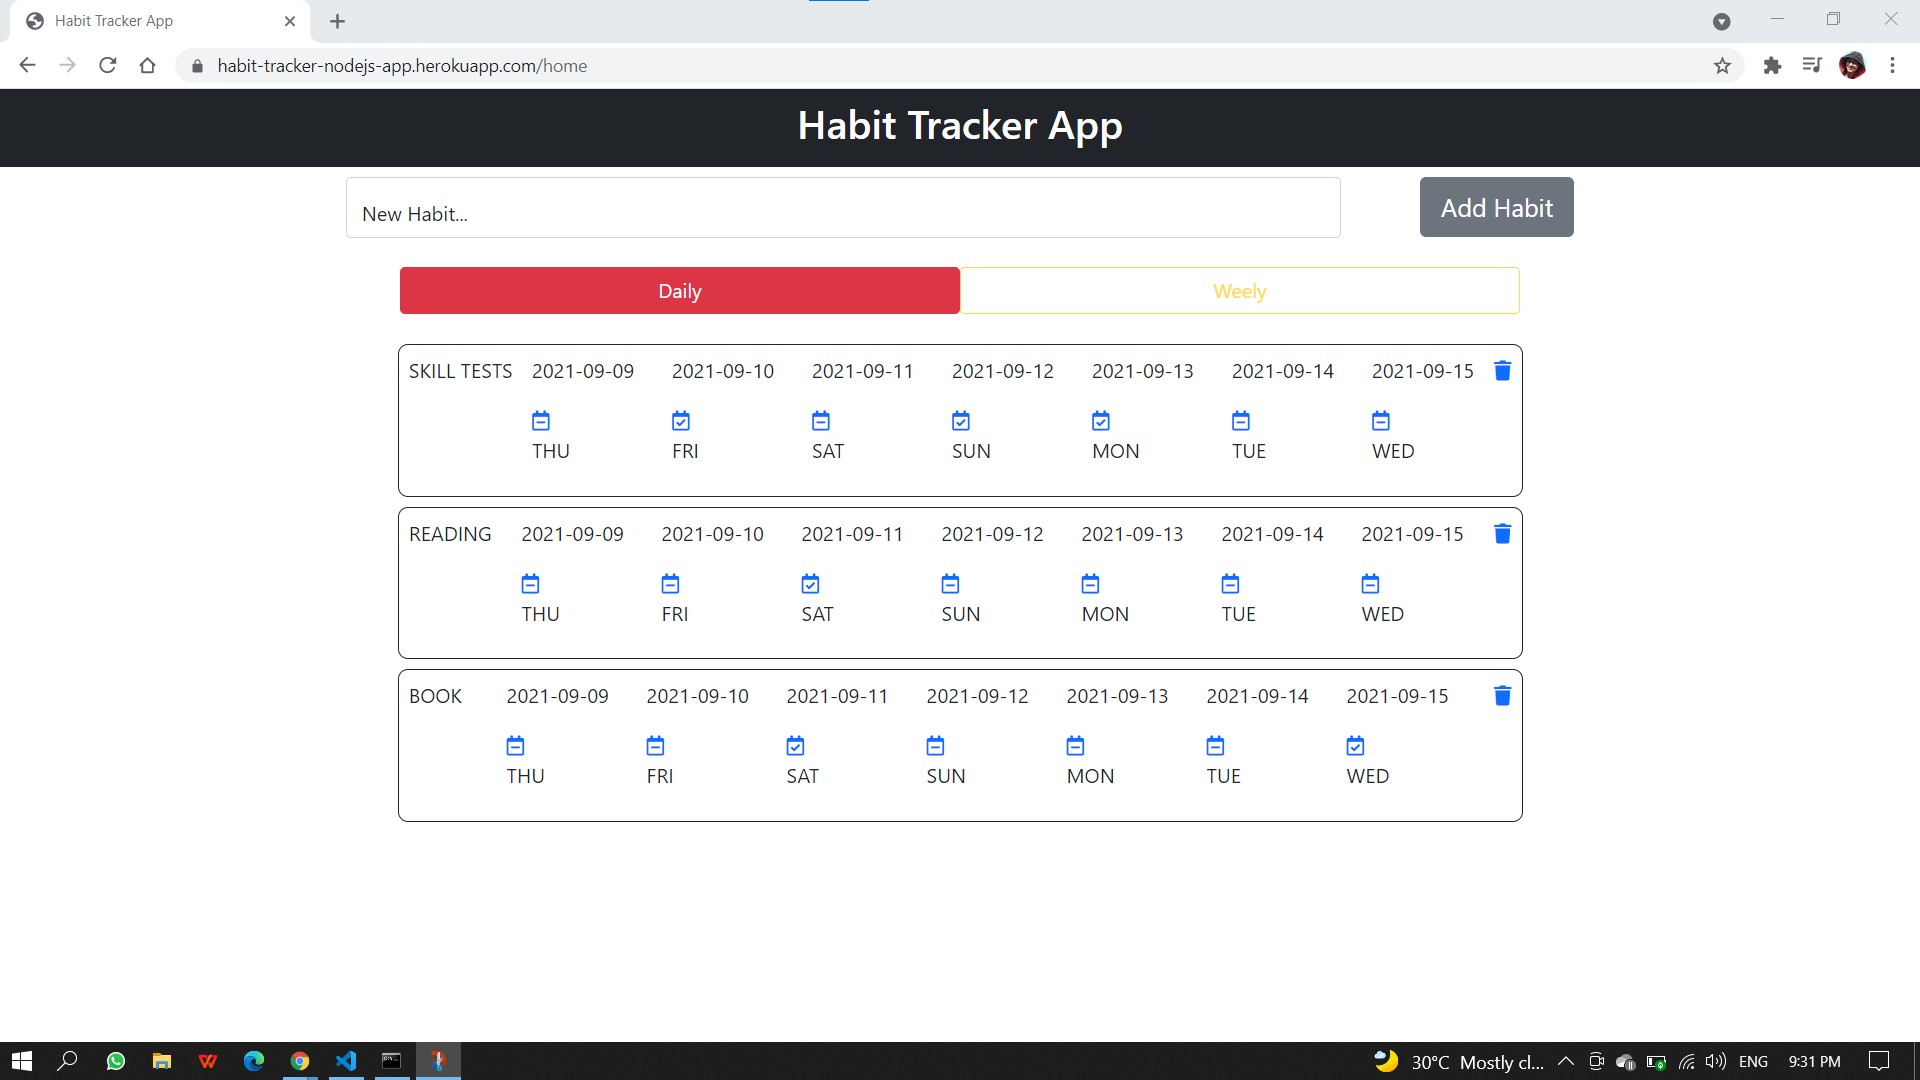 Habit Tracker App
habit-tracker-nodejs-app.herokuapp.com/home
Habit Tracker App
New Habit...
Add Habit
Daily Weely
SKILL TESTS 2021-09-09 2021-09-10 2021-09-11 2021-09-12 2021-09-13 2021-09-14 2021-09-15
THU FRI SAT SUN MON TUE WED
READING 2021-09-09 2021-09-10 2021-09-11 2021-09-12 2021-09-13 2021-09-14 2021-09-15
THU FRI SAT SUN MON TUE WED
BOOK 2021-09-09 2021-09-10 2021-09-11 2021-09-12 2021-09-13 2021-09-14 2021-09-15
THU FRI SAT SUN MON TUE WED
30°C Mostly cl... ENG 9:31 PM